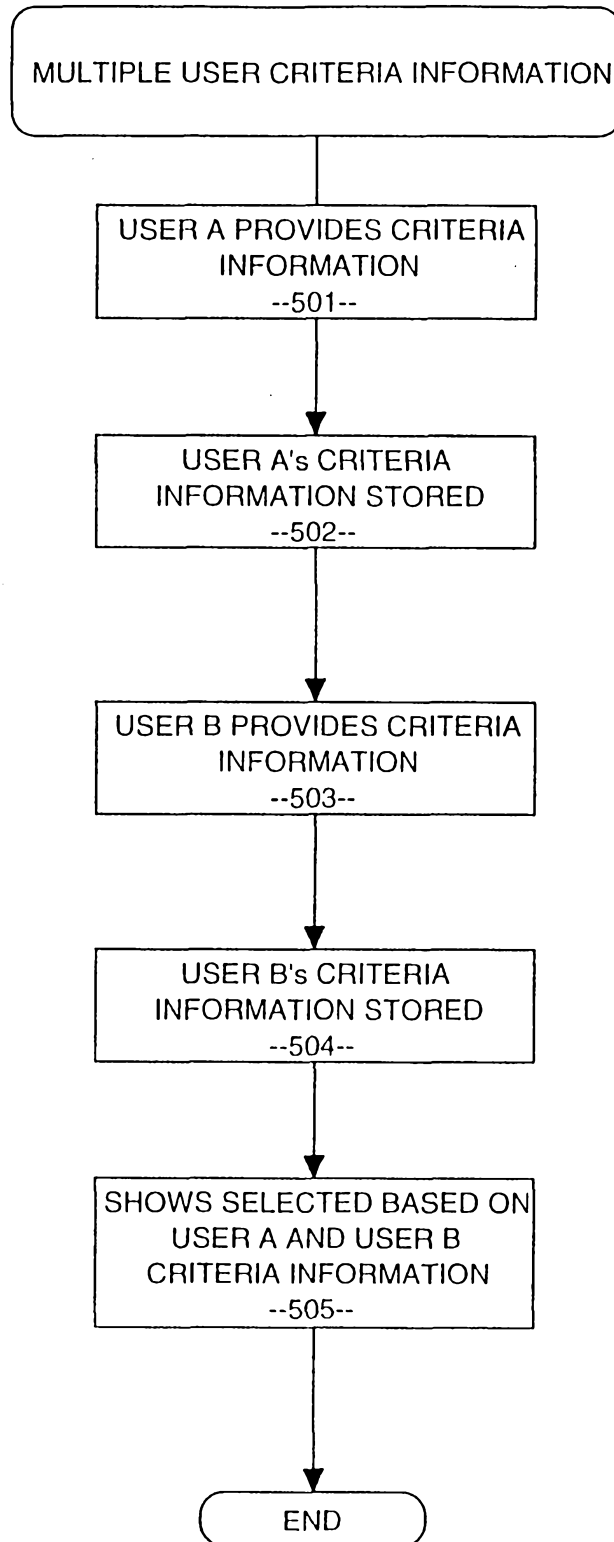 MULTIPLE USER CRITERIA INFORMATION
USER A PROVIDES CRITERIA
INFORMATION
--501--
USER A's CRITERIA
INFORMATION STORED
--502--
USER B PROVIDES CRITERIA
INFORMATION
--503--
USER B's CRITERIA
INFORMATION STORED
--504--
SHOWS SELECTED BASED ON
USER A AND USER B
CRITERIA INFORMATION
--505--
END